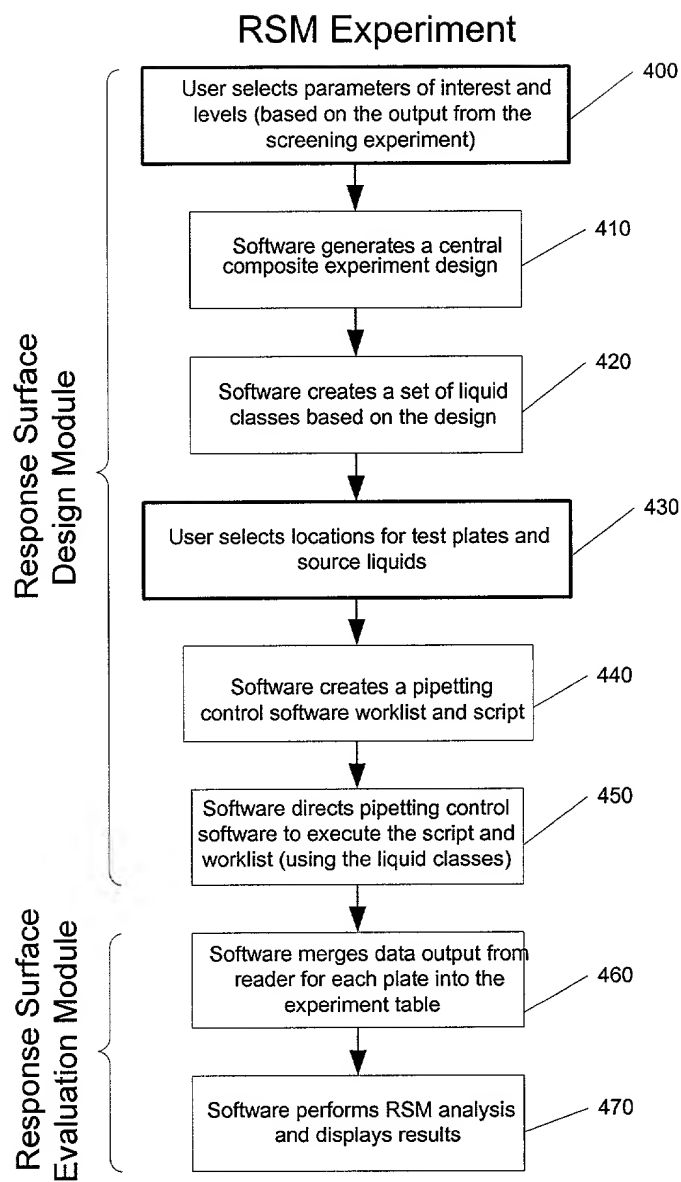 RSM Experiment
User selects parameters of interest and
levels (based on the output from the
screening experiment)
400
Software generates a central
composite experiment design
410
Software creates a set of liquid
classes based on the design
420
User selects locations for test plates and
source liquids
430
Software creates a pipetting
control software worklist and script
440
Software directs pipetting control
software to execute the script and
worklist (using the liquid classes)
450
Response Surface
Design Module
Software merges data output from
reader for each plate into the
experiment table
460
Software performs RSM analysis
and displays results
470
Response Surface
Evaluation Module